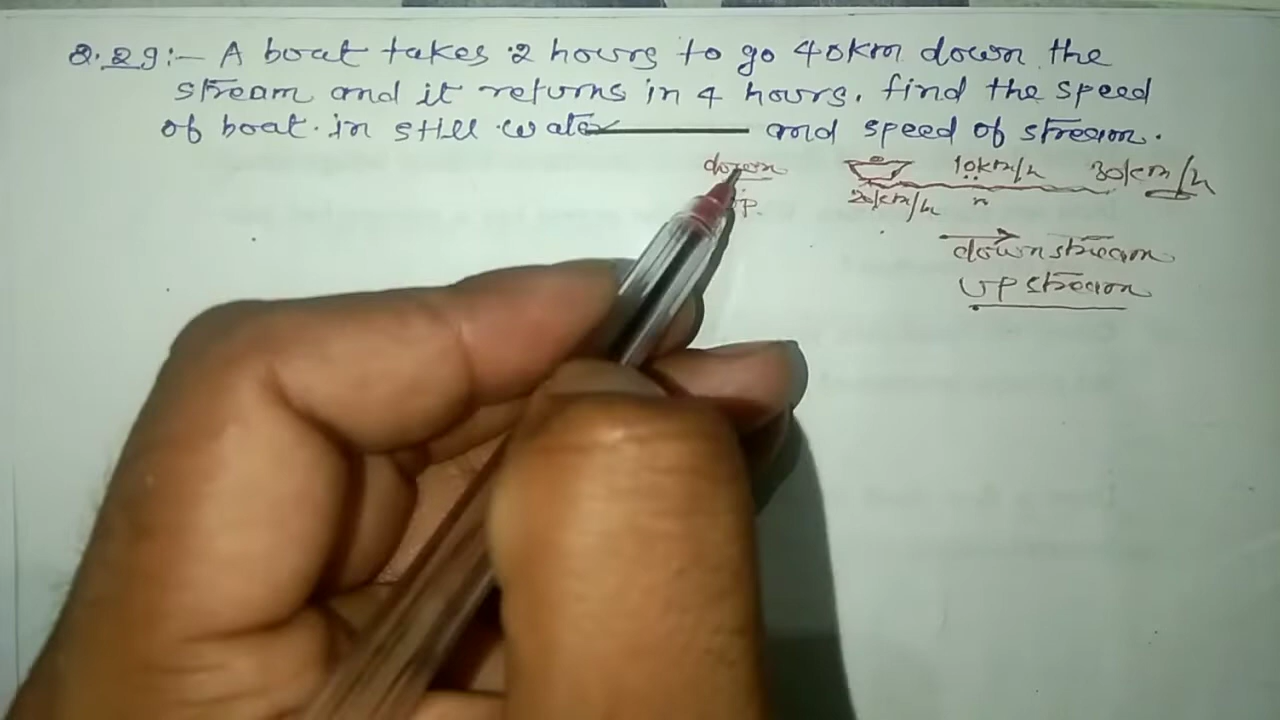 Q.29:- A boat takes 2 hours to go 40km down the
stream and it returns in 4 hours. find the speed
of boat in still water and speed of stream.
down 10km/h 30km/h
up. 20km/h
downstream
upstream